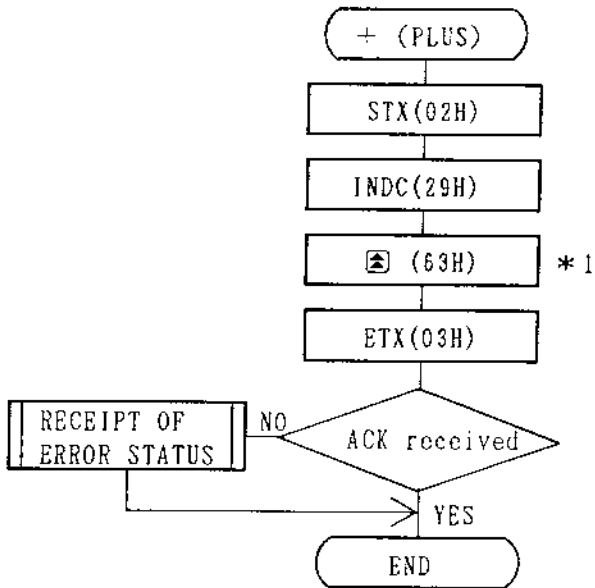 + (PLUS)
STX(02H)
INDC(29H)
(63H) *1
ETX(03H)
ACK received
NO
RECEIPT OF
ERROR STATUS
YES
END